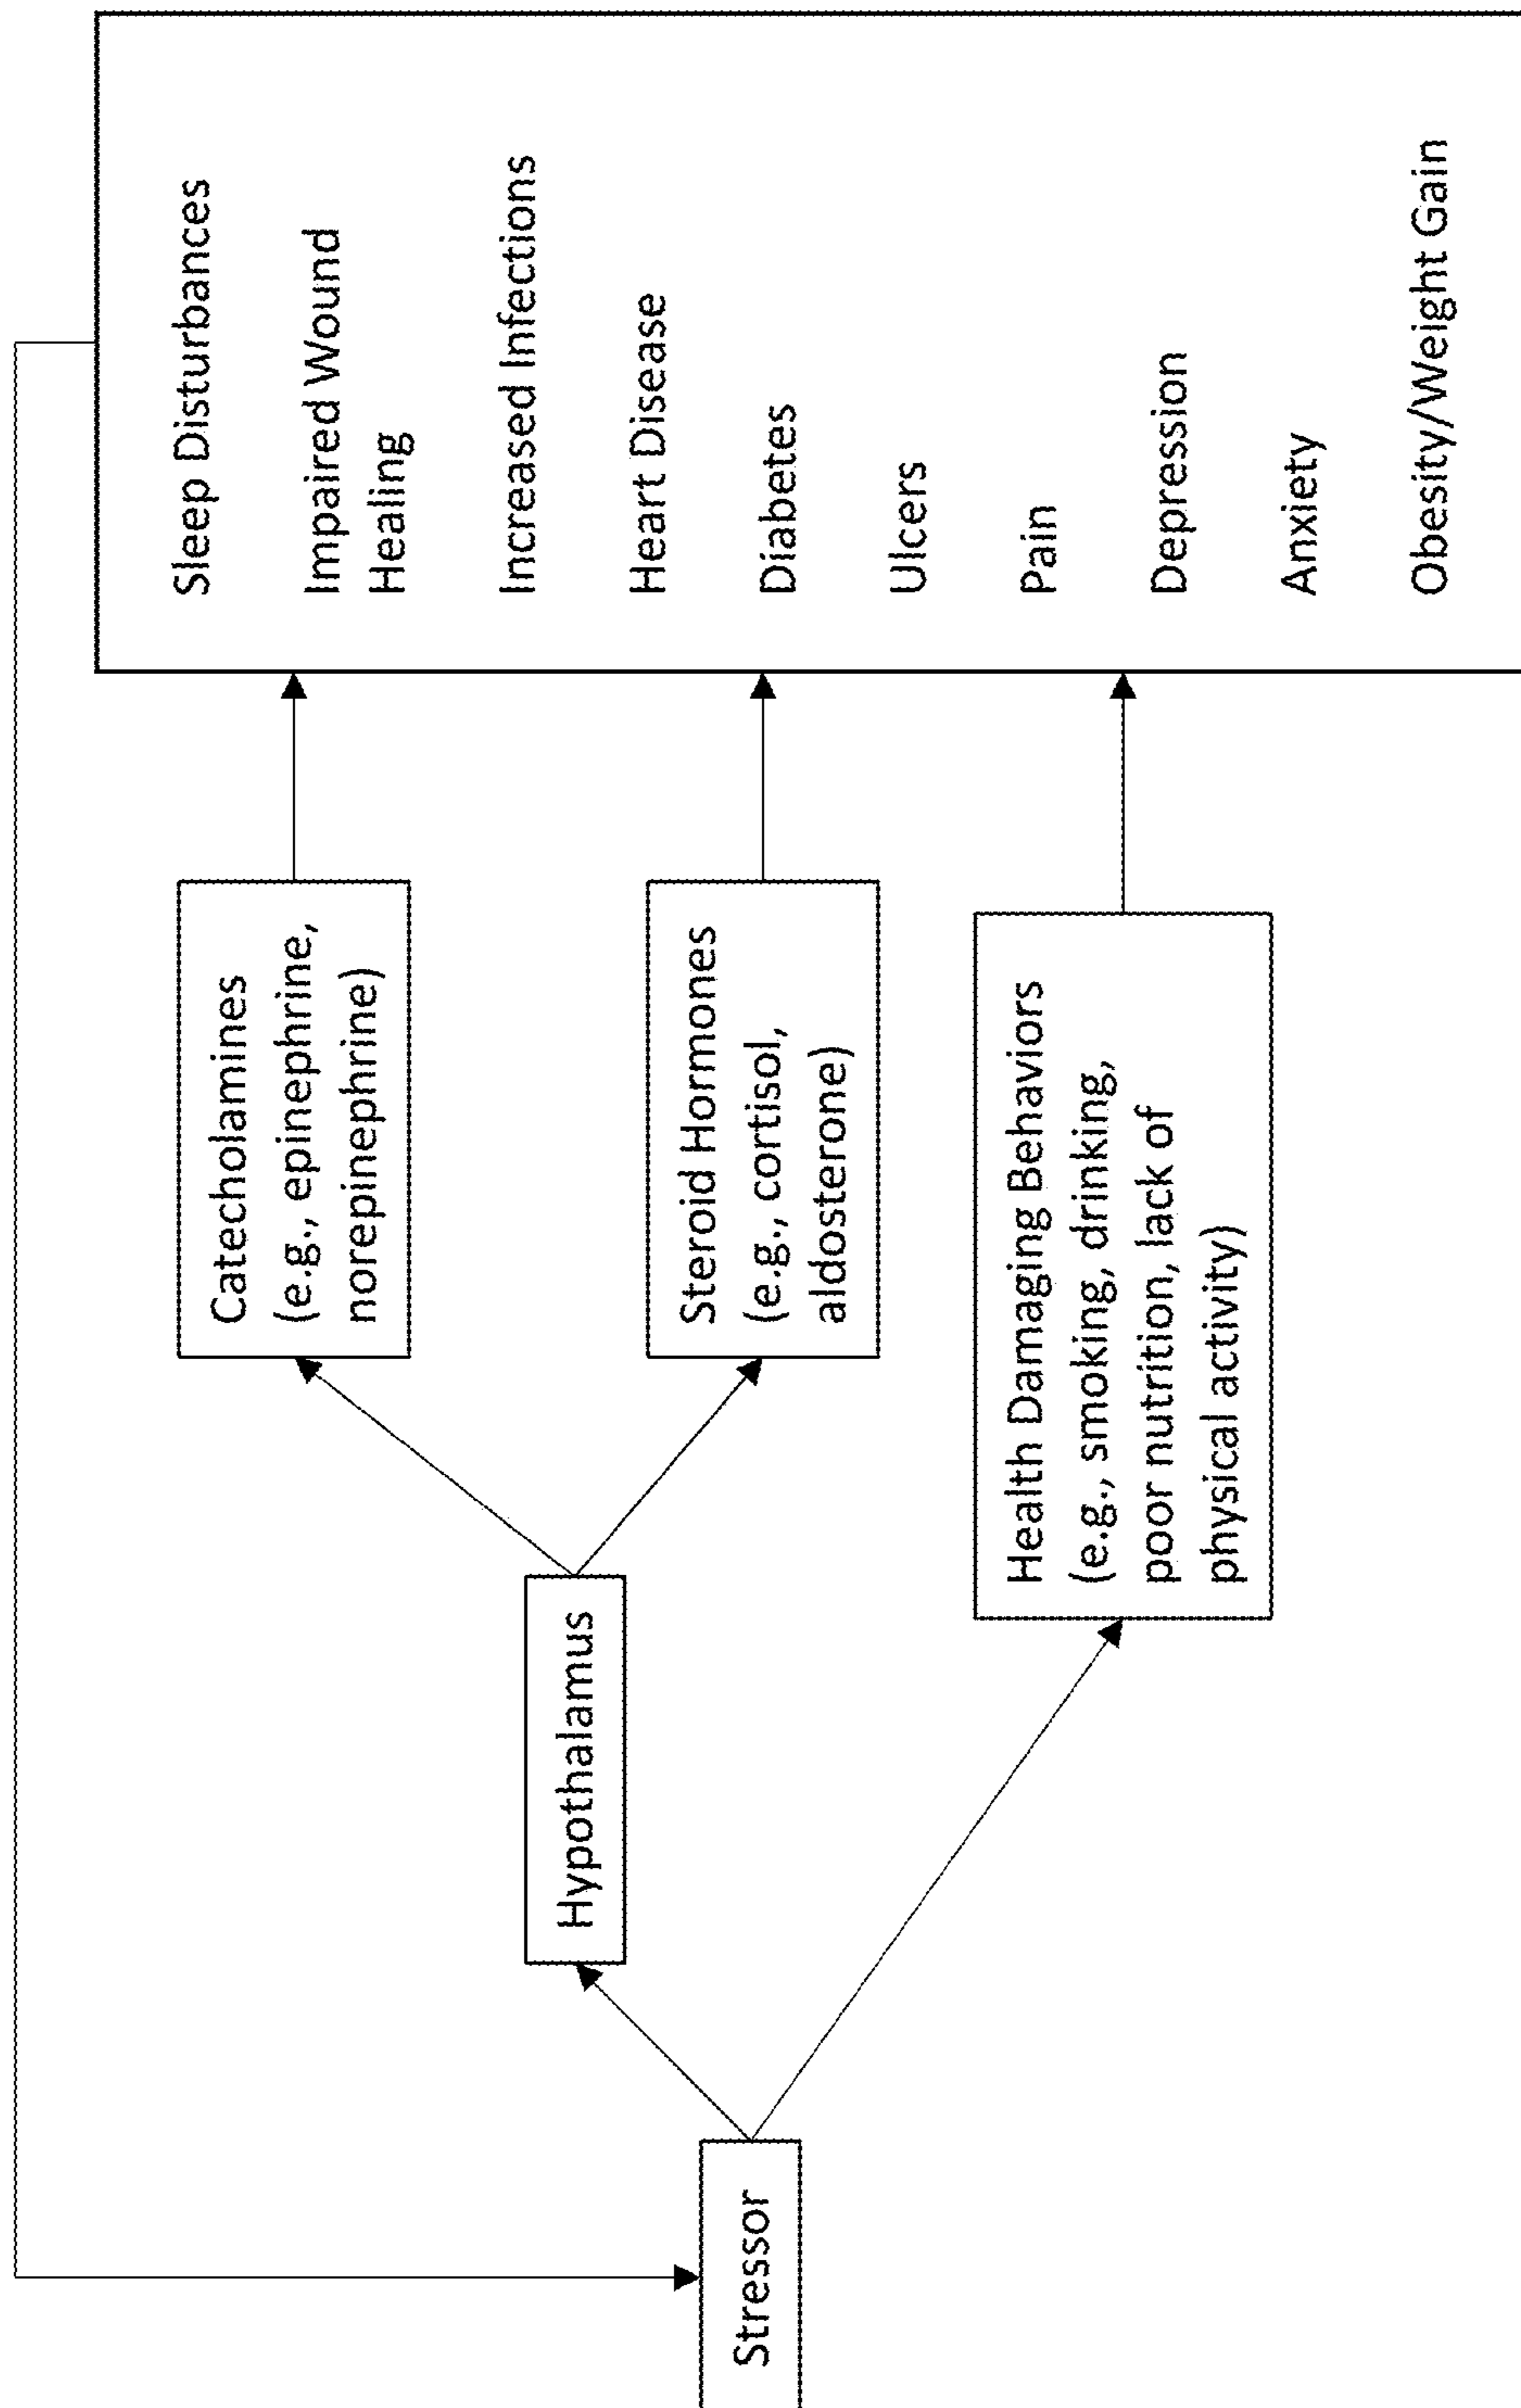 Stressor
Hypothalamus
Catecholamines
(e.g., epinephrine,
norepinephrine)
Steroid Hormones
(e.g., cortisol,
aldosterone)
Health Damaging Behaviors
(e.g., smoking, drinking,
poor nutrition, lack of
physical activity)
Sleep Disturbances
Impaired Wound
Healing
Increased Infections
Heart Disease
Diabetes
Ulcers
Pain
Depression
Anxiety
Obesity/Weight Gain